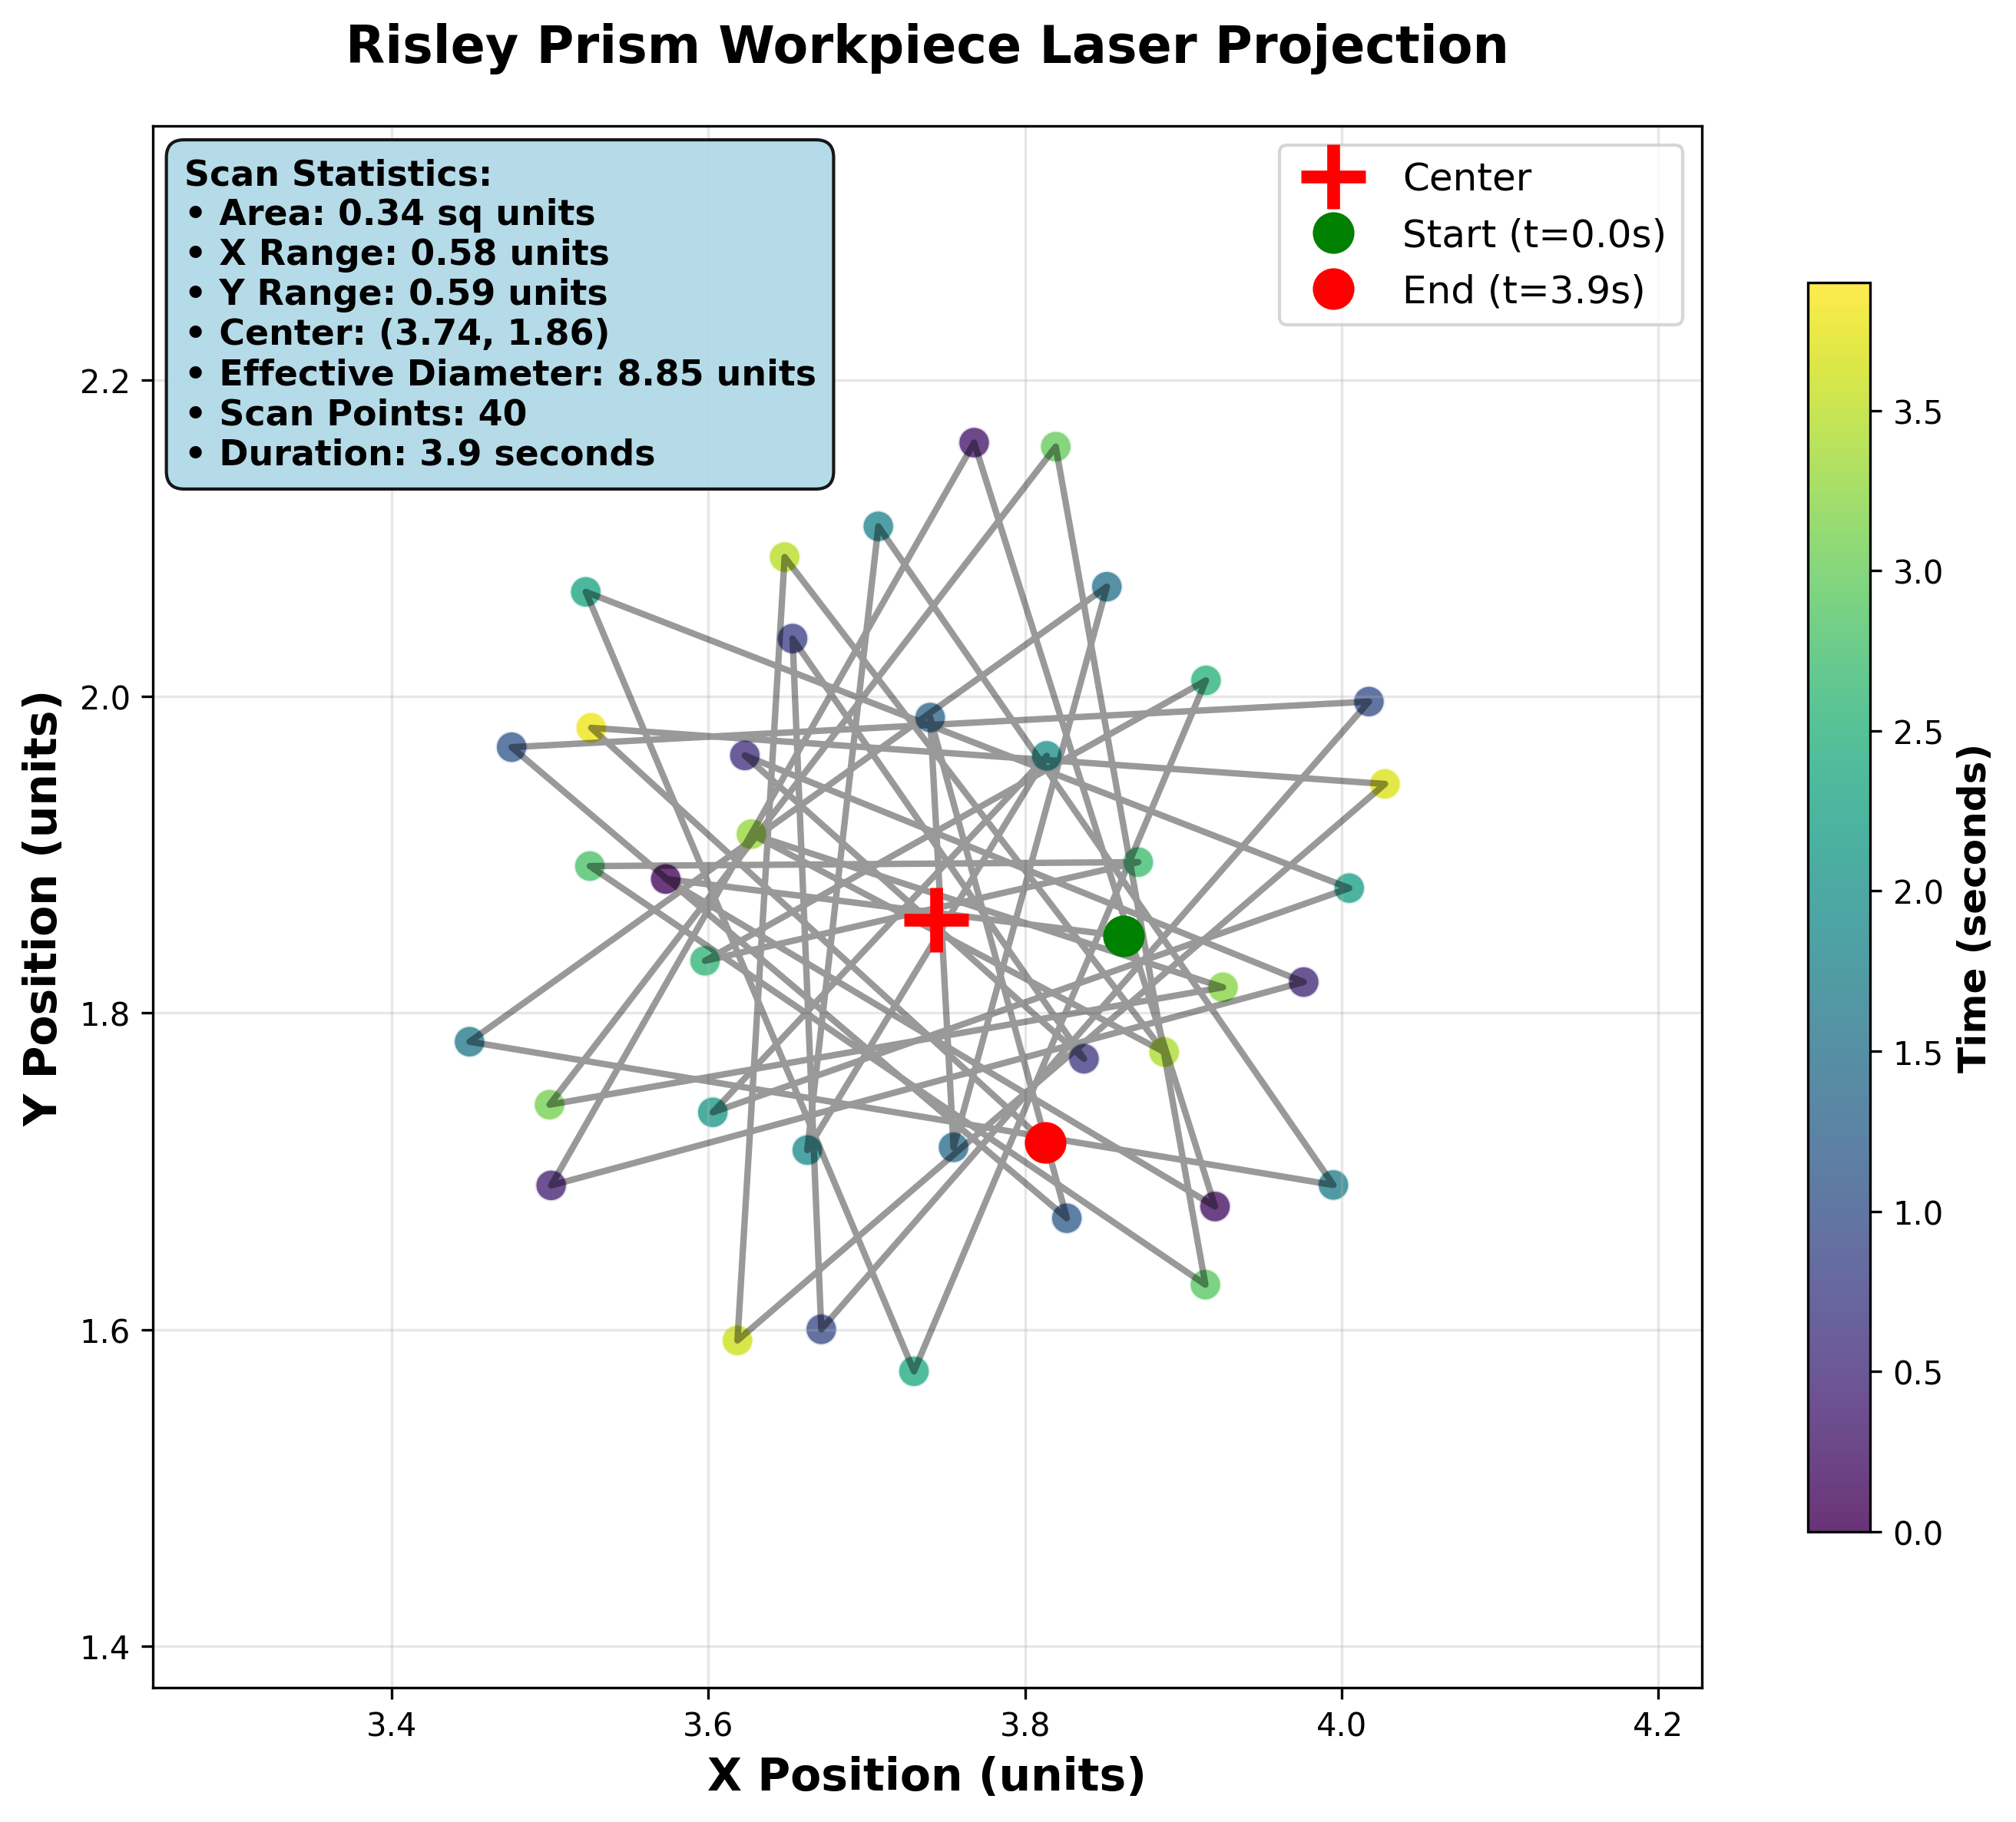 Risley Prism Workpiece Laser Projection
Scan Statistics:
• Area: 0.34 sq units
• X Range: 0.58 units
• Y Range: 0.59 units
• Center: (3.74, 1.86)
• Effective Diameter: 8.85 units
• Scan Points: 40
• Duration: 3.9 seconds
Center
Start (t=0.0s)
End (t=3.9s)
Y Position (units)
2.2
2.0
1.8
1.6
1.4
3.4
3.6
3.8
4.0
4.2
X Position (units)
3.5
3.0
2.5
2.0
1.5
1.0
0.5
0.0
Time (seconds)